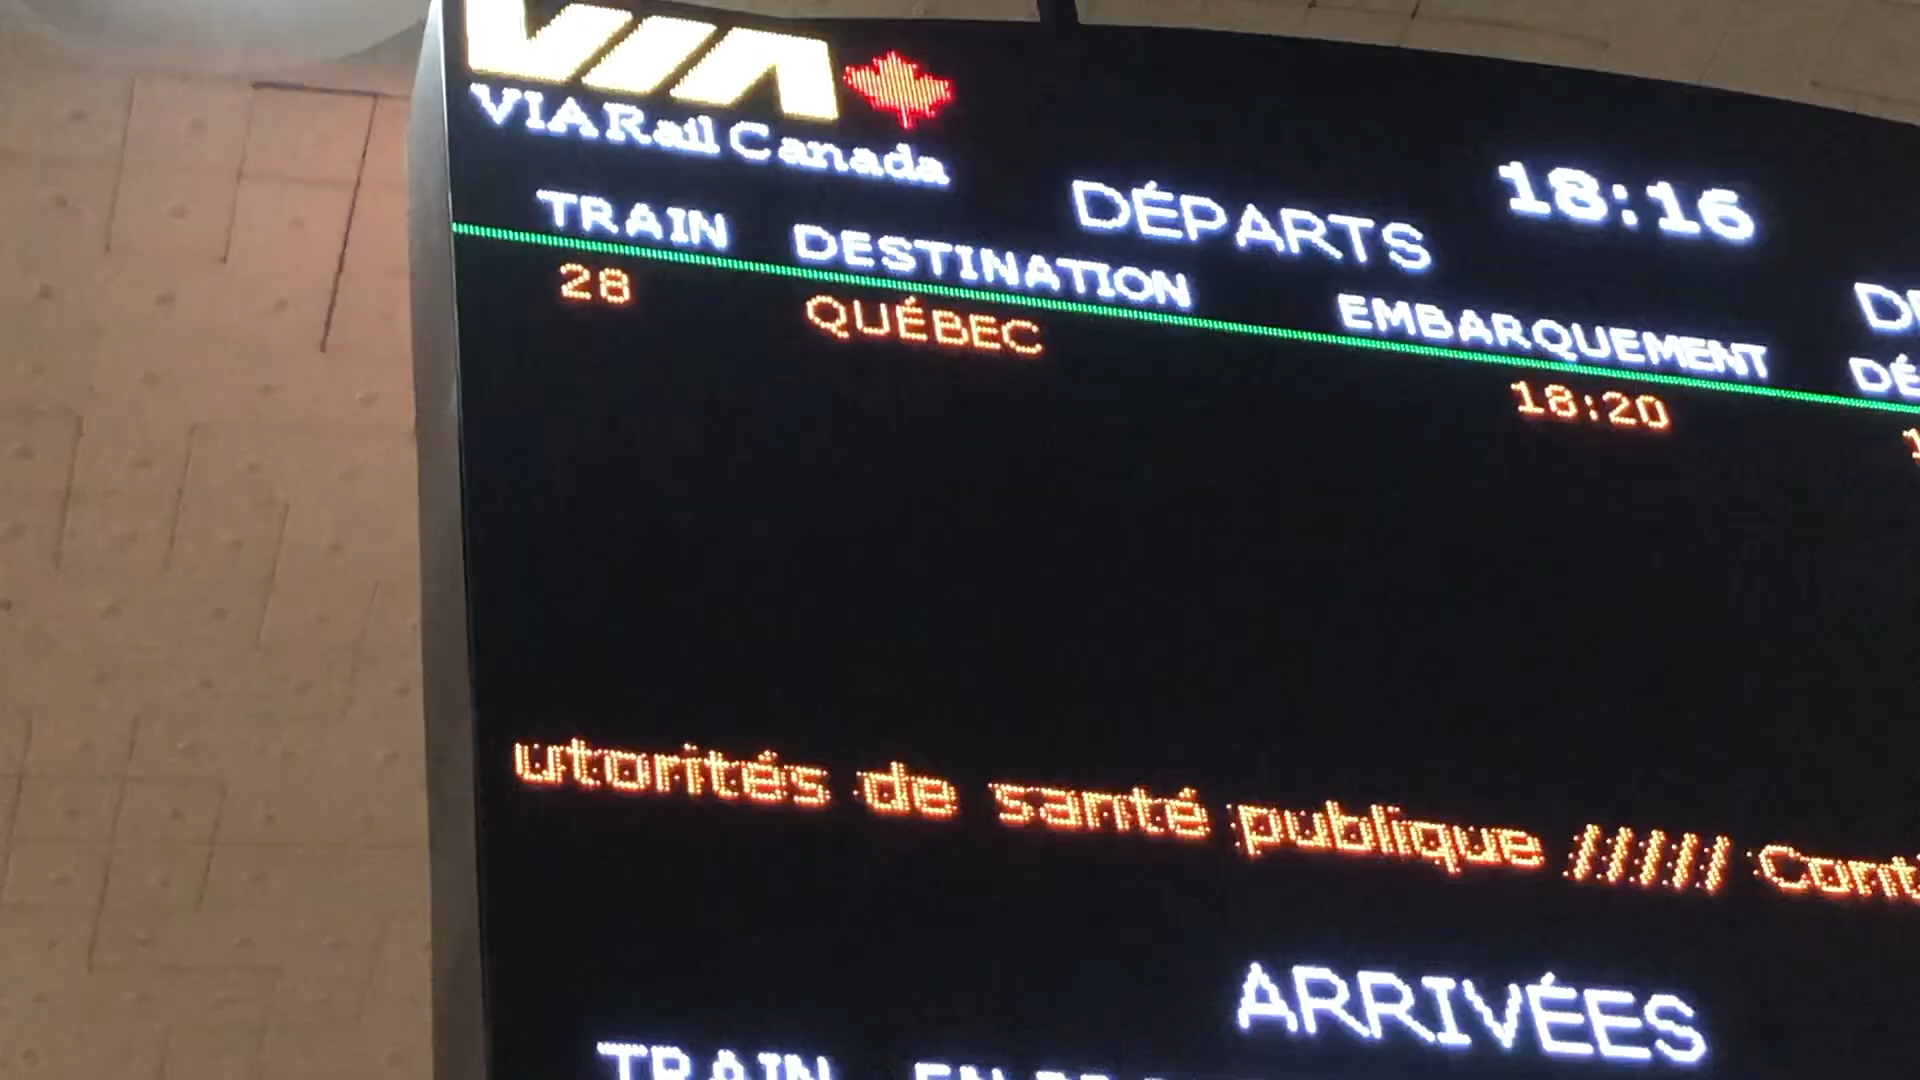 VIA
VIA Rail Canada
DÉPARTS
18:16
TRAIN DESTINATION EMBARQUEMENT
28 QUÉBEC 18:20
utorités de santé publique ///// Cont
ARRIVÉES
TRAIN